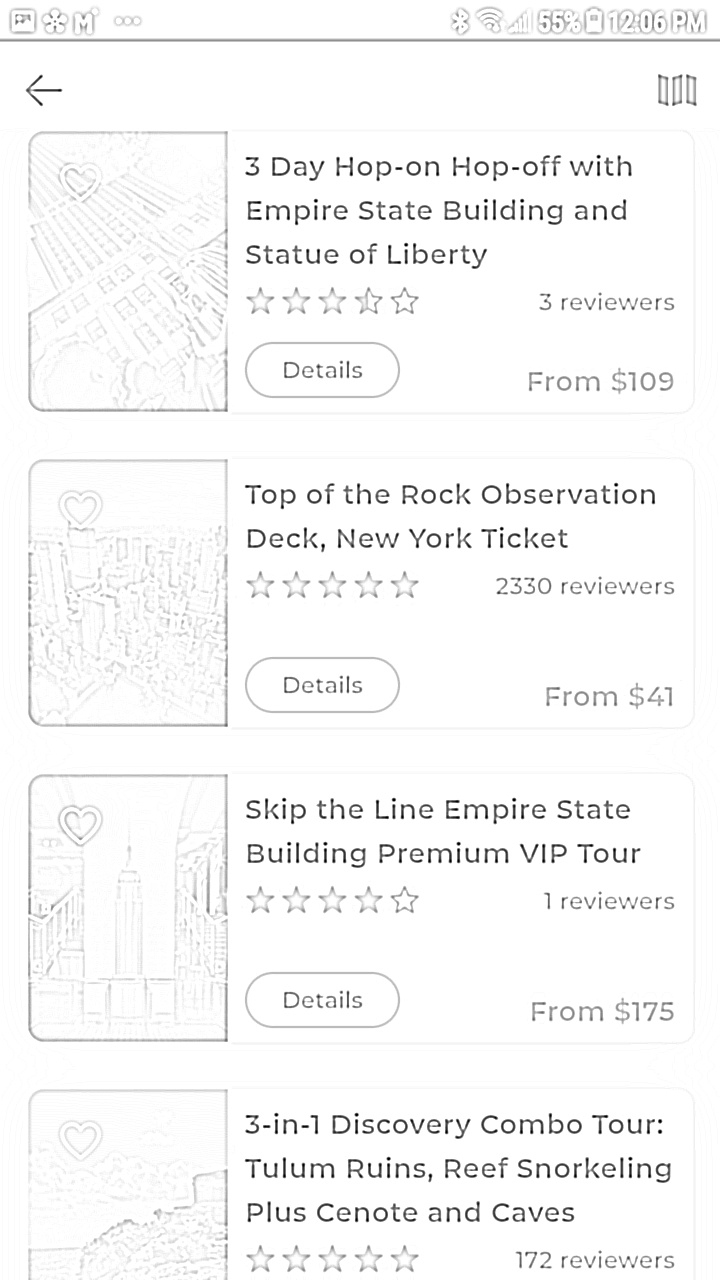 55% 12:06 PM
3 Day Hop-on Hop-off with
Empire State Building and
Statue of Liberty
3 reviewers
Details
From $109
Top of the Rock Observation
Deck, New York Ticket
2330 reviewers
Details
From $41
Skip the Line Empire State
Building Premium VIP Tour
1 reviewers
Details
From $175
3-in-1 Discovery Combo Tour:
Tulum Ruins, Reef Snorkeling
Plus Cenote and Caves
172 reviewers